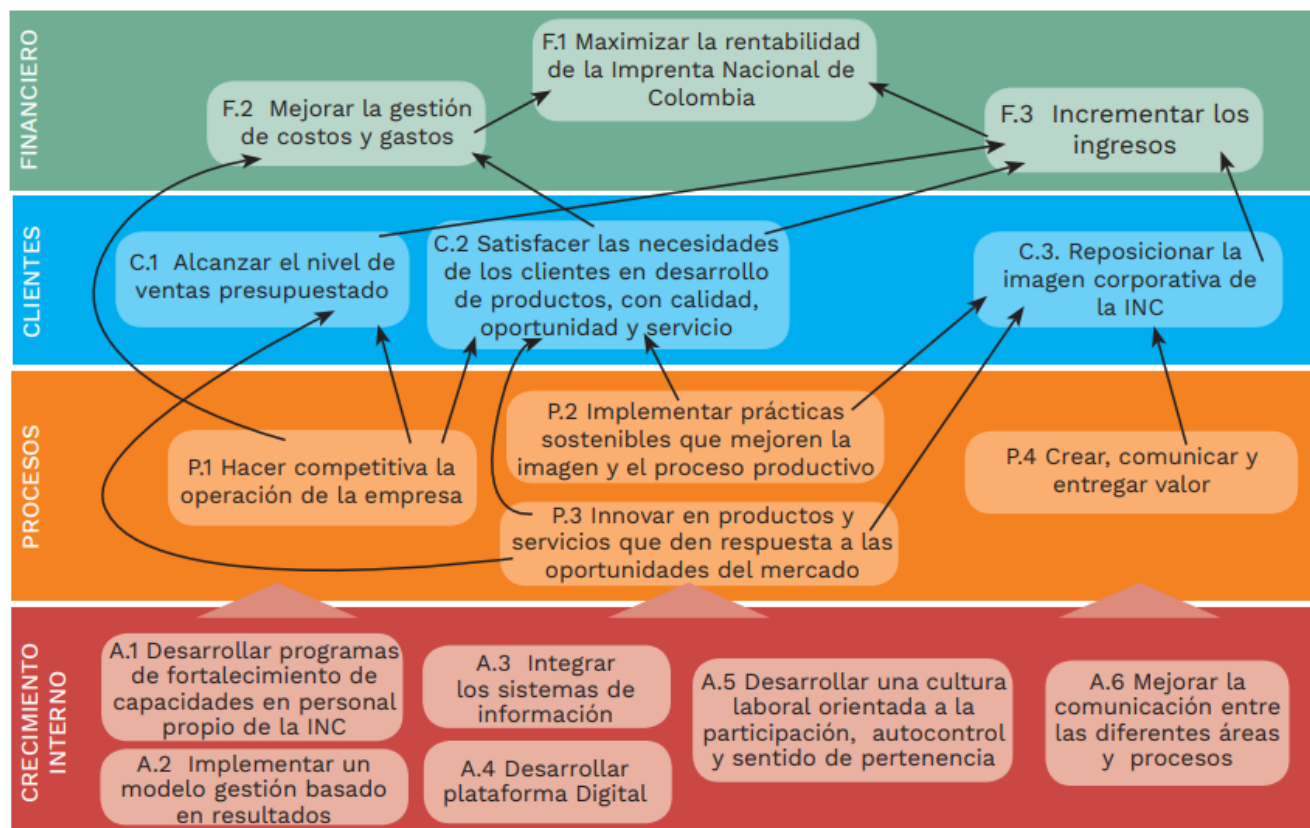 FINANCIERO
F.1 Maximizar la rentabilidad
de la Imprenta Nacional de
Colombia
F.2 Mejorar la gestión
de costos y gastos
F.3 Incrementar los
ingresos
CLIENTES
C.1 Alcanzar el nivel de
ventas presupuestado
C.2 Satisfacer las necesidades
de los clientes en desarrollo
de productos, con calidad,
oportunidad y servicio
C.3. Reposicionar la
imagen corporativa de
la INC
PROCESOS
P.1 Hacer competitiva la
operación de la empresa
P.2 Implementar prácticas
sostenibles que mejoren la
imagen y el proceso productivo
P.3 Innovar en productos y
servicios que den respuesta a las
oportunidades del mercado
P.4 Crear, comunicar y
entregar valor
CRECIMIENTO
INTERNO
A.1 Desarrollar programas
de fortalecimiento de
capacidades en personal
propio de la INC
A.2 Implementar un
modelo gestión basado
en resultados
A.3 Integrar
los sistemas de
información
A.4 Desarrollar
plataforma Digital
A.5 Desarrollar una cultura
laboral orientada a la
participación, autocontrol
y sentido de pertenencia
A.6 Mejorar la
comunicación entre
las diferentes áreas
y procesos